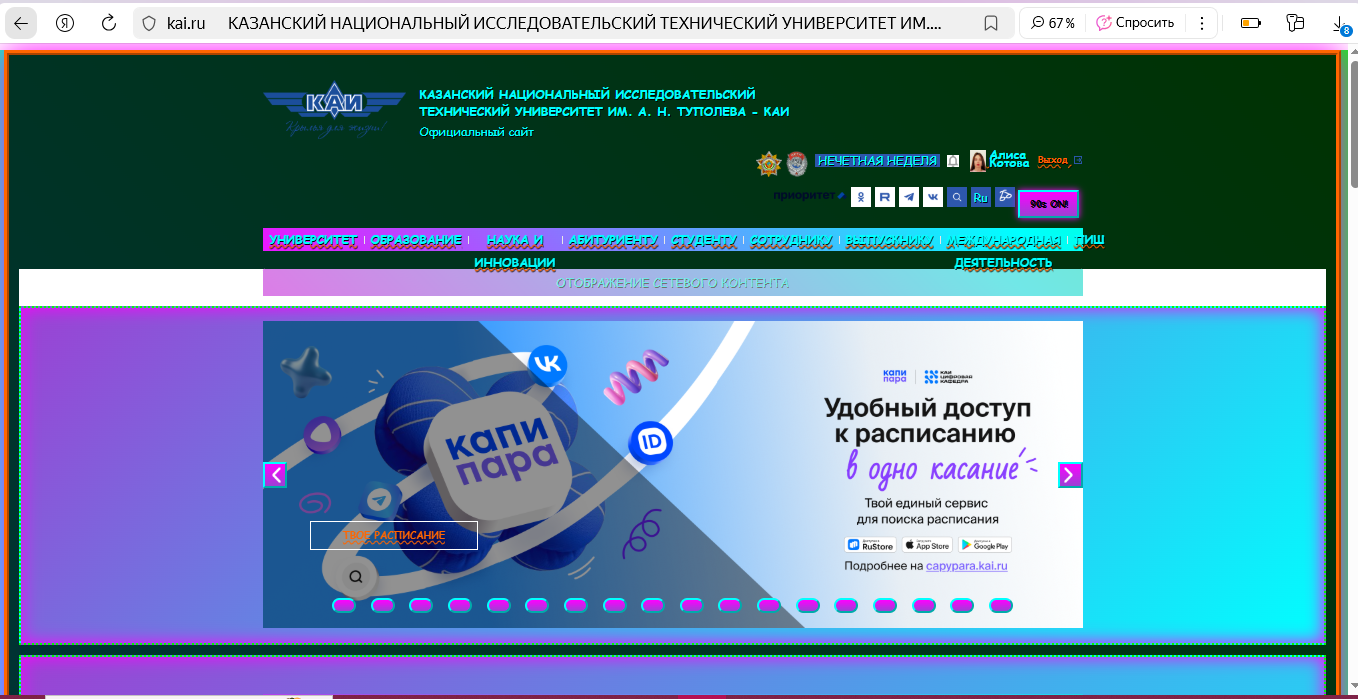 kai.ru КАЗАНСКИЙ НАЦИОНАЛЬНЫЙ ИССЛЕДОВАТЕЛЬСКИЙ ТЕХНИЧЕСКИЙ УНИВЕРСИТЕТ ИМ.... 67 % Спросить 8
КАИ
Крылья для жизни!
КАЗАНСКИЙ НАЦИОНАЛЬНЫЙ ИССЛЕДОВАТЕЛЬСКИЙ
ТЕХНИЧЕСКИЙ УНИВЕРСИТЕТ ИМ. А. Н. ТУПОЛЕВА - КАИ
Официальный сайт
НЕЧЕТНАЯ НЕДЕЛЯ Алиса Котова Выход
приоритет Ru 90s ON!
УНИВЕРСИТЕТ | ОБРАЗОВАНИЕ | НАУКА И ИННОВАЦИИ | АБИТУРИЕНТУ | СТУДЕНТУ | СОТРУДНИКУ | ВЫПУСКНИКУ | МЕЖДУНАРОДНАЯ ДЕЯТЕЛЬНОСТЬ | ПИШ
ОТОБРАЖЕНИЕ СЕТЕВОГО КОНТЕНТА
капи
пара
ID
ТВОЕ РАСПИСАНИЕ
капи пара | КАИ ЦИФРОВАЯ КАФЕДРА
Удобный доступ
к расписанию
в одно касание
Твой единый сервис
для поиска расписания
RuStore App Store Google Play
Подробнее на capypara.kai.ru